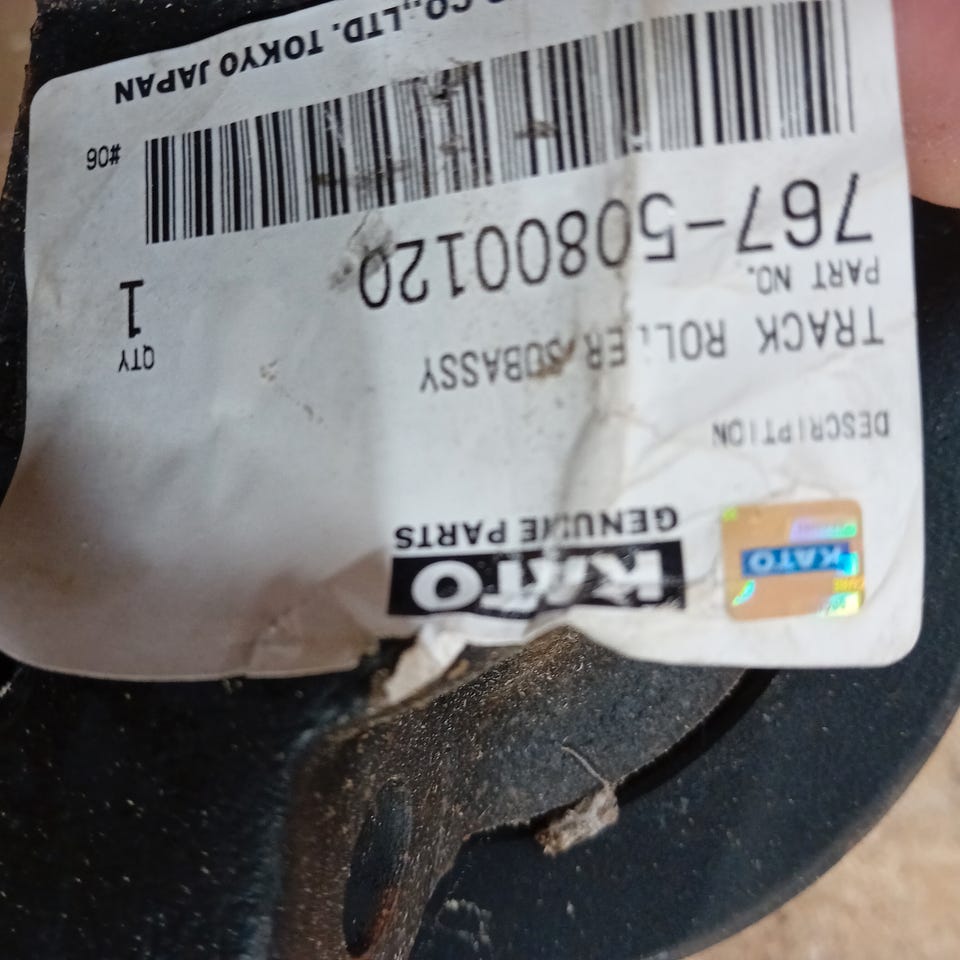 KATO
GENUINE PARTS
KATO
DESCRIPTION
TRACK ROLLER SUBASSY
QTY
PART NO.
1
767-5080012０
#06
CO.,LTD. TOKYO JAPAN